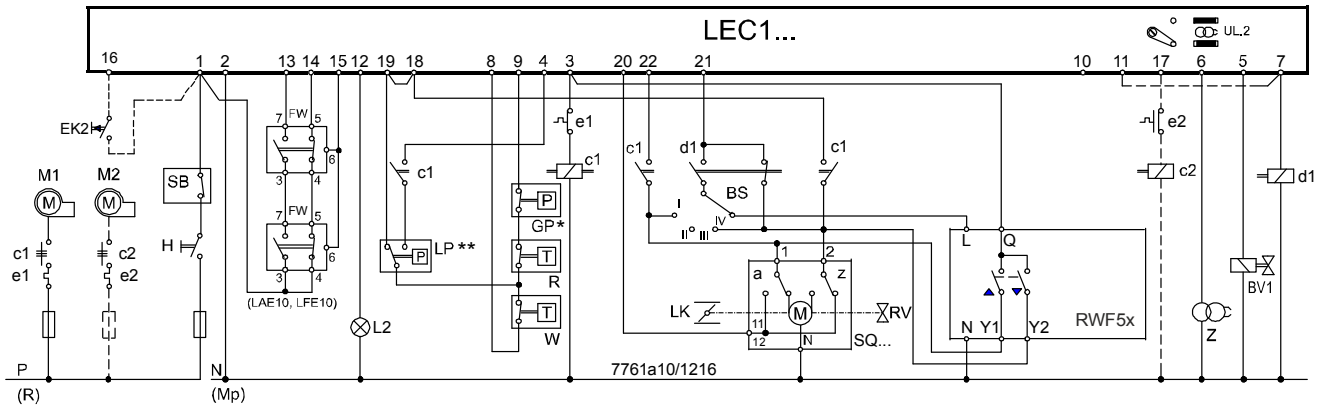 LEC1...
UL.2
16 1 2 13 14 15 12 19 18 8 9 4 3 20 22 21 10 11 17 6 5 7
EK2
7 FW 5
6
3 4
7 FW 5
6
3 4
(LAE10, LFE10)
M1
M
c1
e1
M2
M
c2
e2
SB
H
L2
c1
LP**
P
P
GP*
T
R
T
W
e1
c1
c1
d1
c1
BS
I
II
III
IV
1 2
a z
LK
M
RV
11
12
N
SQ...
L Q
N Y1 Y2
RWF5x
e2
c2
Z
BV1
d1
P
(R)
N
(Mp)
7761a10/1216